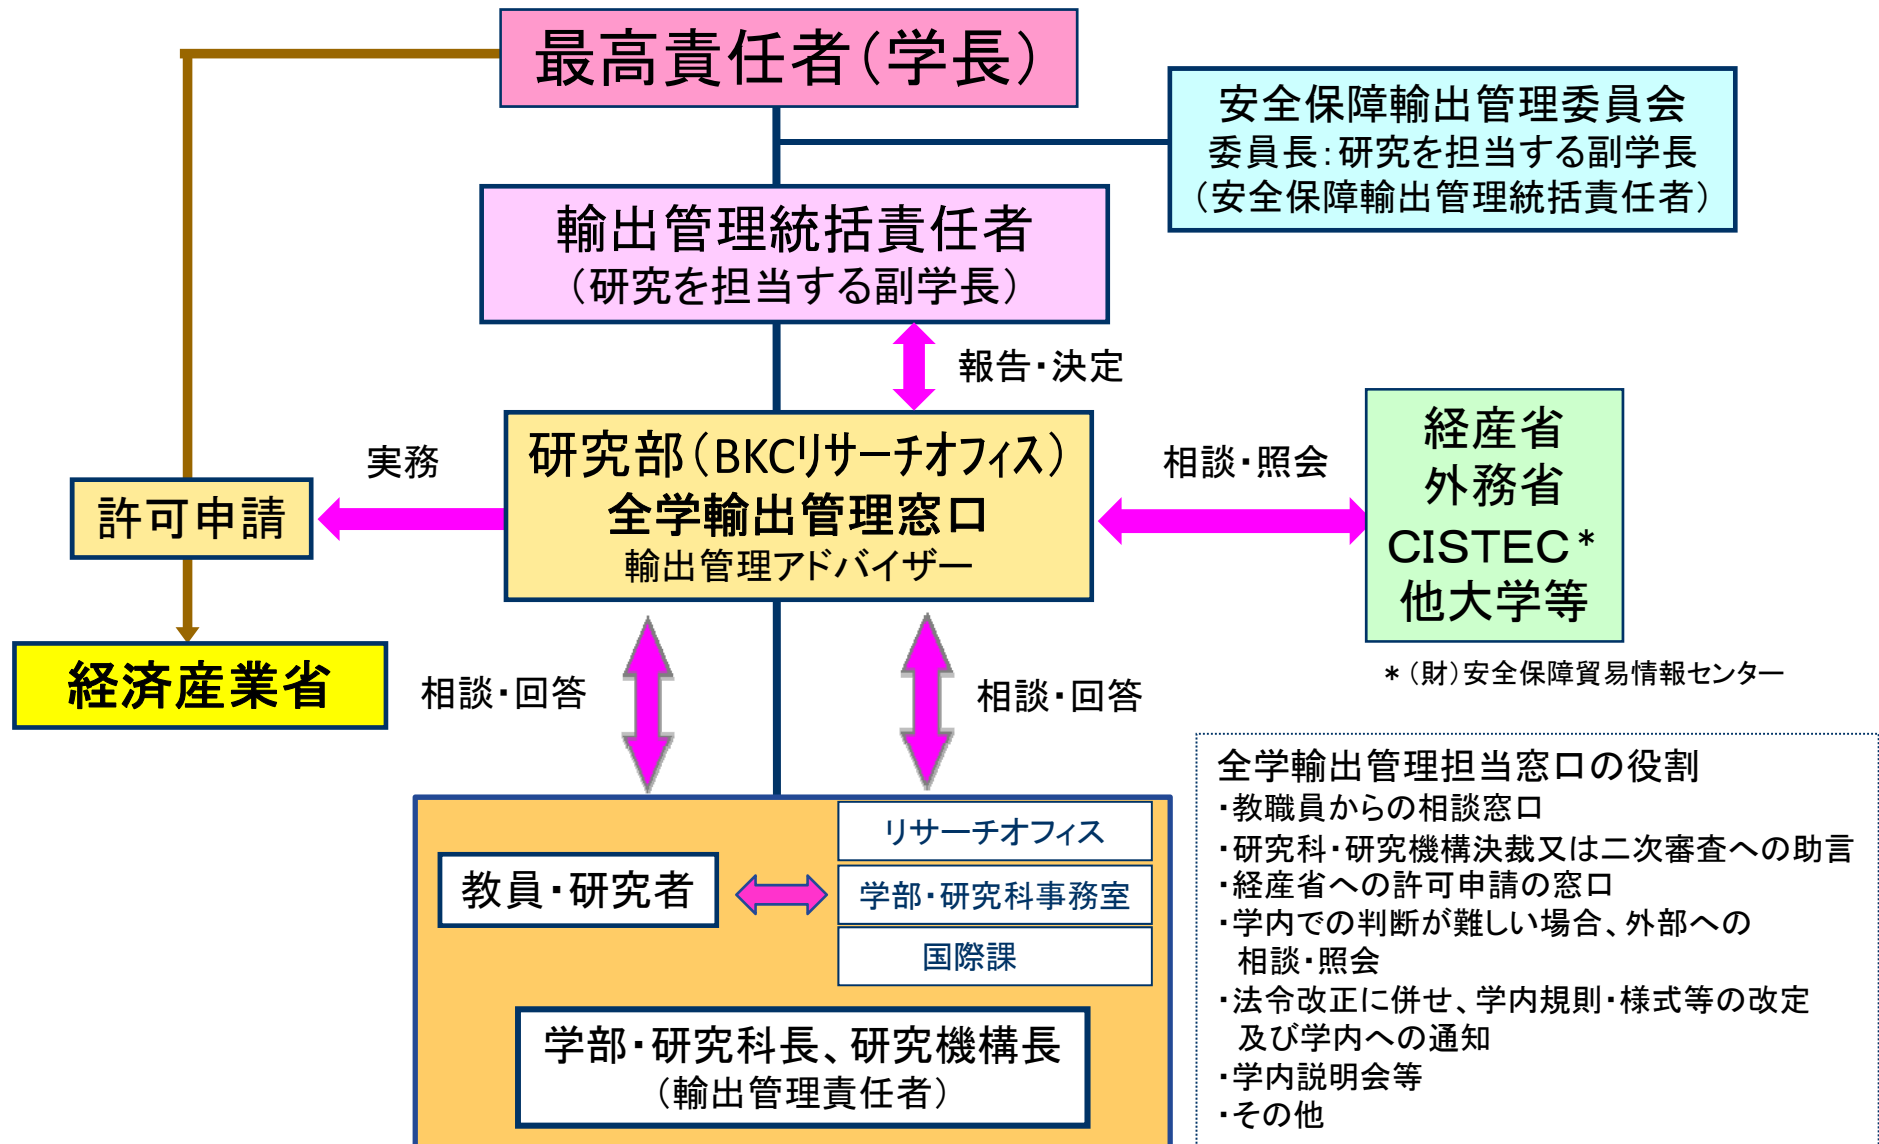 最高責任者(学長)
安全保障輸出管理委員会
委員長:研究を担当する副学長
(安全保障輸出管理統括責任者)
輸出管理統括責任者
(研究を担当する副学長)
報告・決定
研究部(BKCリサーチオフィス)
全学輸出管理窓口
輸出管理アドバイザー
実務
許可申請
経済産業省
相談・照会
経産省
外務省
CISTEC*
他大学等
*(財)安全保障貿易情報センター
相談・回答
相談・回答
教員・研究者
リサーチオフィス
学部・研究科事務室
国際課
学部・研究科長、研究機構長
(輸出管理責任者)
全学輸出管理担当窓口の役割
・教職員からの相談窓口
・研究科・研究機構決裁又は二次審査への助言
・経産省への許可申請の窓口
・学内での判断が難しい場合、外部への
相談・照会
・法令改正に併せ、学内規則・様式等の改定
及び学内への通知
・学内説明会等
・その他